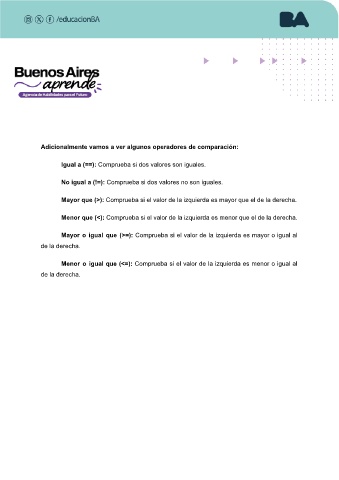 /educacionBA
BA
Buenos Aires
aprende
Agencia de Habilidades para el Futuro
Adicionalmente vamos a ver algunos operadores de comparación:
Igual a (==): Comprueba si dos valores son iguales.
No igual a (!=): Comprueba si dos valores no son iguales.
Mayor que (>): Comprueba si el valor de la izquierda es mayor que el de la derecha.
Menor que (<): Comprueba si el valor de la izquierda es menor que el de la derecha.
Mayor o igual que (>=): Comprueba si el valor de la izquierda es mayor o igual al
de la derecha.
Menor o igual que (<=): Comprueba si el valor de la izquierda es menor o igual al
de la derecha.